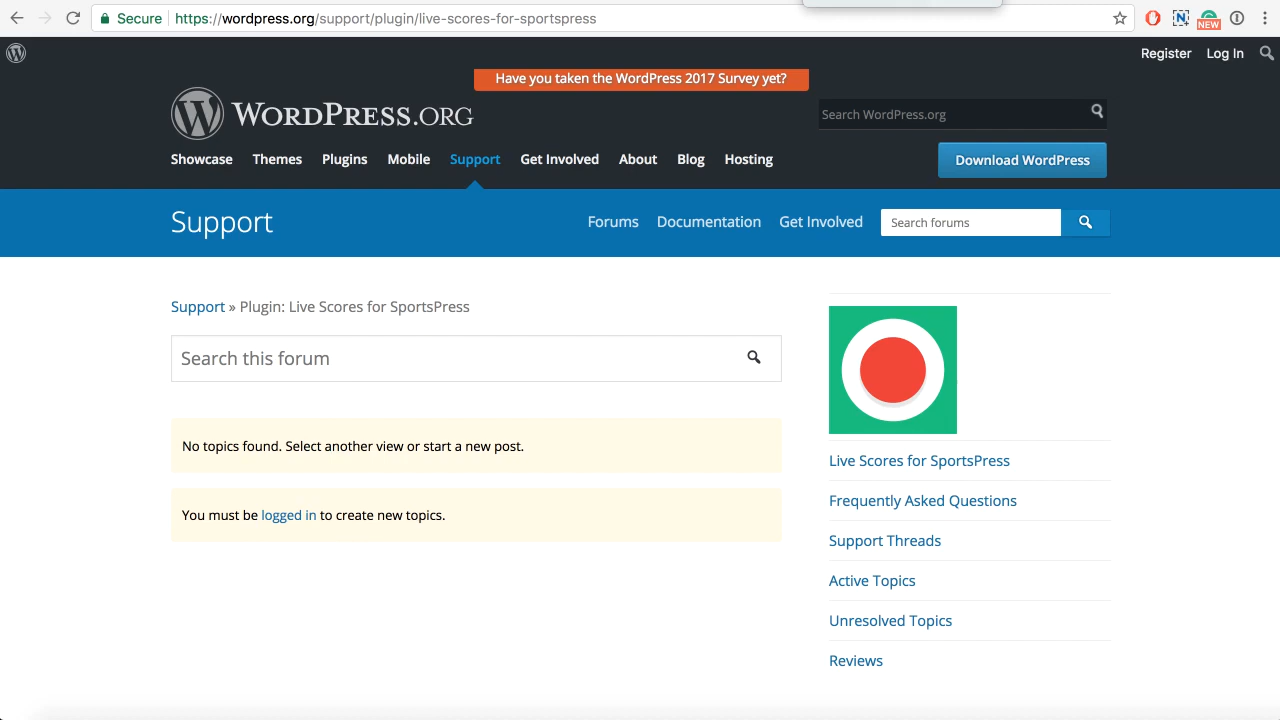 Secure https://wordpress.org/support/plugin/live-scores-for-sportspress
NEW
Register Log In
Have you taken the WordPress 2017 Survey yet?
WORDPRESS.ORG
Search WordPress.org
Showcase Themes Plugins Mobile Support Get Involved About Blog Hosting
Download WordPress
Support
Forums Documentation Get Involved Search forums
Support » Plugin: Live Scores for SportsPress
Search this forum
No topics found. Select another view or start a new post.
You must be logged in to create new topics.
Live Scores for SportsPress
Frequently Asked Questions
Support Threads
Active Topics
Unresolved Topics
Reviews